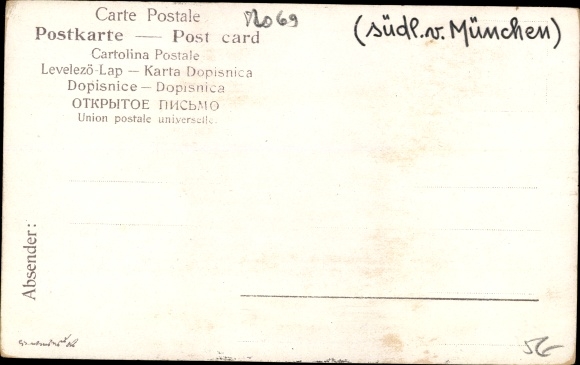 Carte Postale
Postkarte — Post card
Cartolina Postale
Levelező-Lap — Karta Dopisnica
Dopisnice — Dopisnica
ОТКРЫТОЕ ПИСЬМО
Union postale universelle.
(südl. v. München)
Absender:
5€